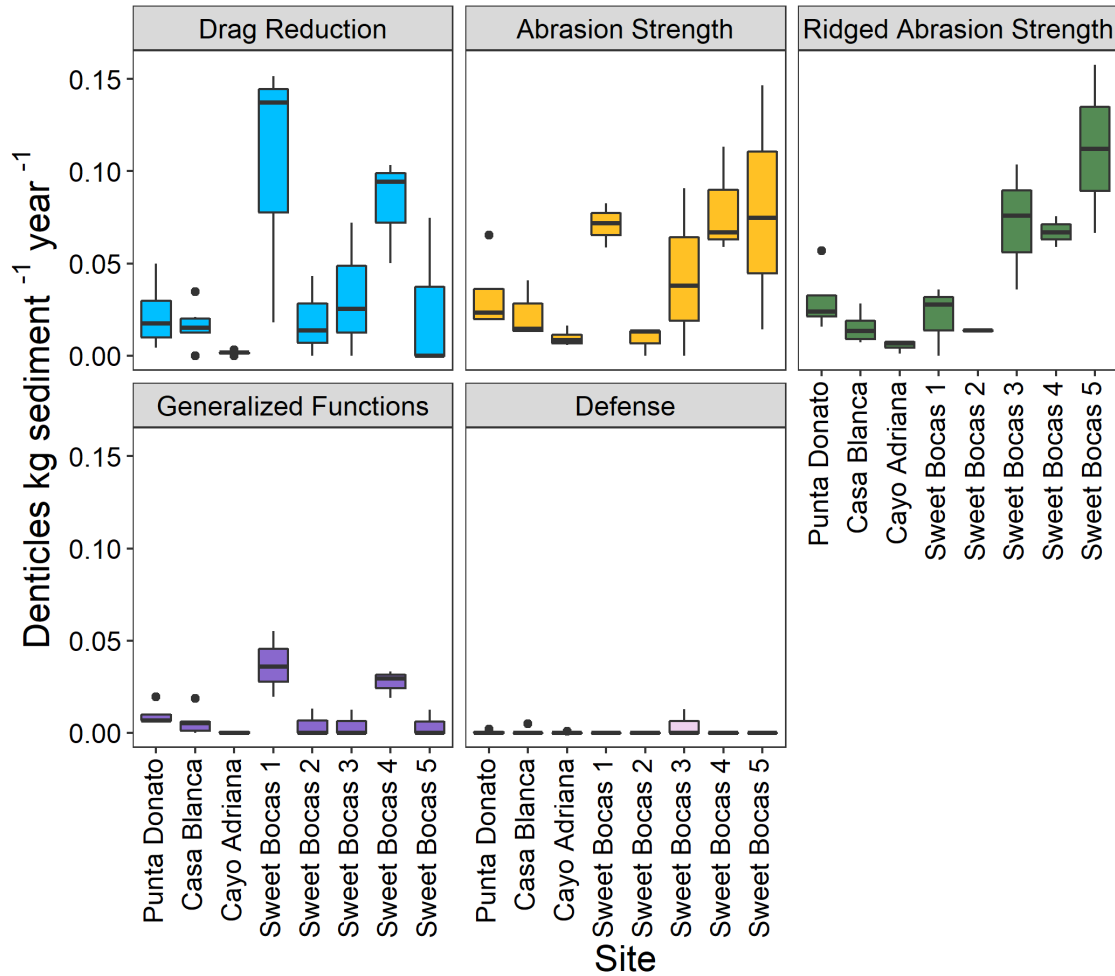 Drag Reduction
Abrasion Strength
Ridged Abrasion Strength
0.15
0.10
0.05
0.00
Punta Donato
Casa Blanca
Cayo Adriana
Sweet Bocas 1
Sweet Bocas 2
Sweet Bocas 3
Sweet Bocas 4
Sweet Bocas 5
Generalized Functions
Defense
0.15
0.10
0.05
0.00
Punta Donato
Casa Blanca
Cayo Adriana
Sweet Bocas 1
Sweet Bocas 2
Sweet Bocas 3
Sweet Bocas 4
Sweet Bocas 5
Punta Donato
Casa Blanca
Cayo Adriana
Sweet Bocas 1
Sweet Bocas 2
Sweet Bocas 3
Sweet Bocas 4
Sweet Bocas 5
Denticles kg sediment ⁻¹ year ⁻¹
Site